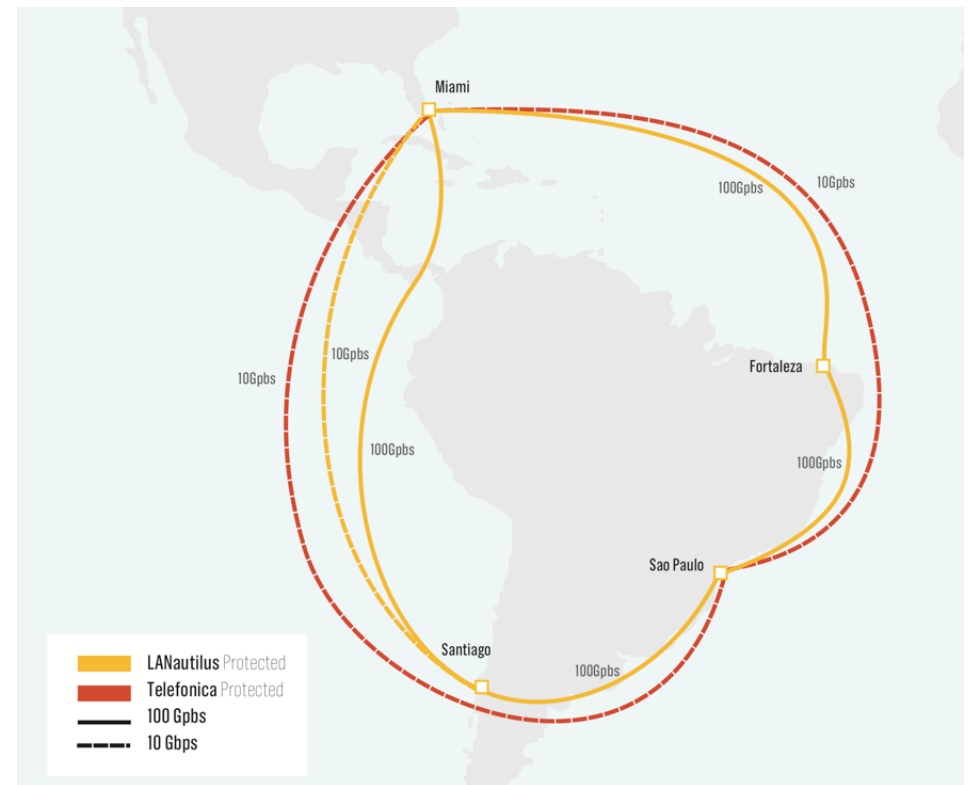 Miami
100Gpbs
10Gpbs
10Gpbs
10Gpbs
Fortaleza
100Gpbs
100Gpbs
Sao Paulo
Santiago
100Gpbs
LANautilus Protected
Telefonica Protected
100 Gpbs
10 Gbps